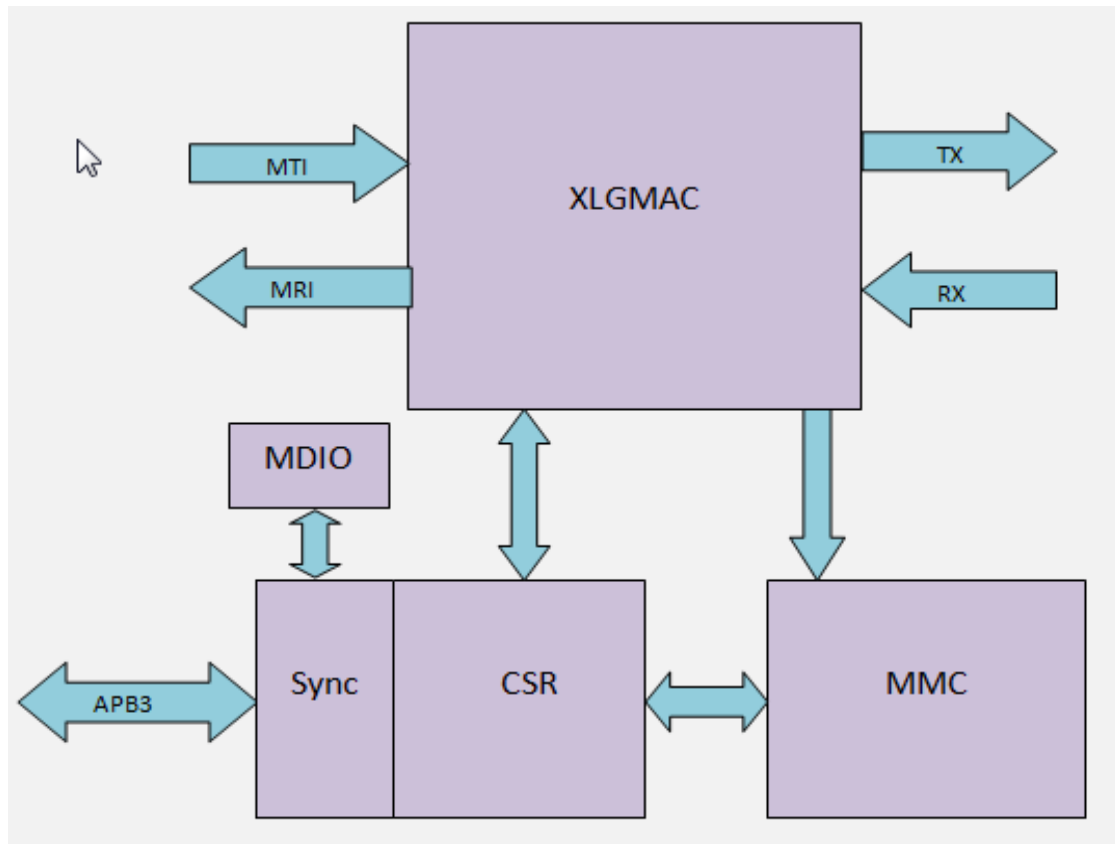 XLGMAC
MTI
TX
MRI
RX
MDIO
Sync
CSR
MMC
APB3